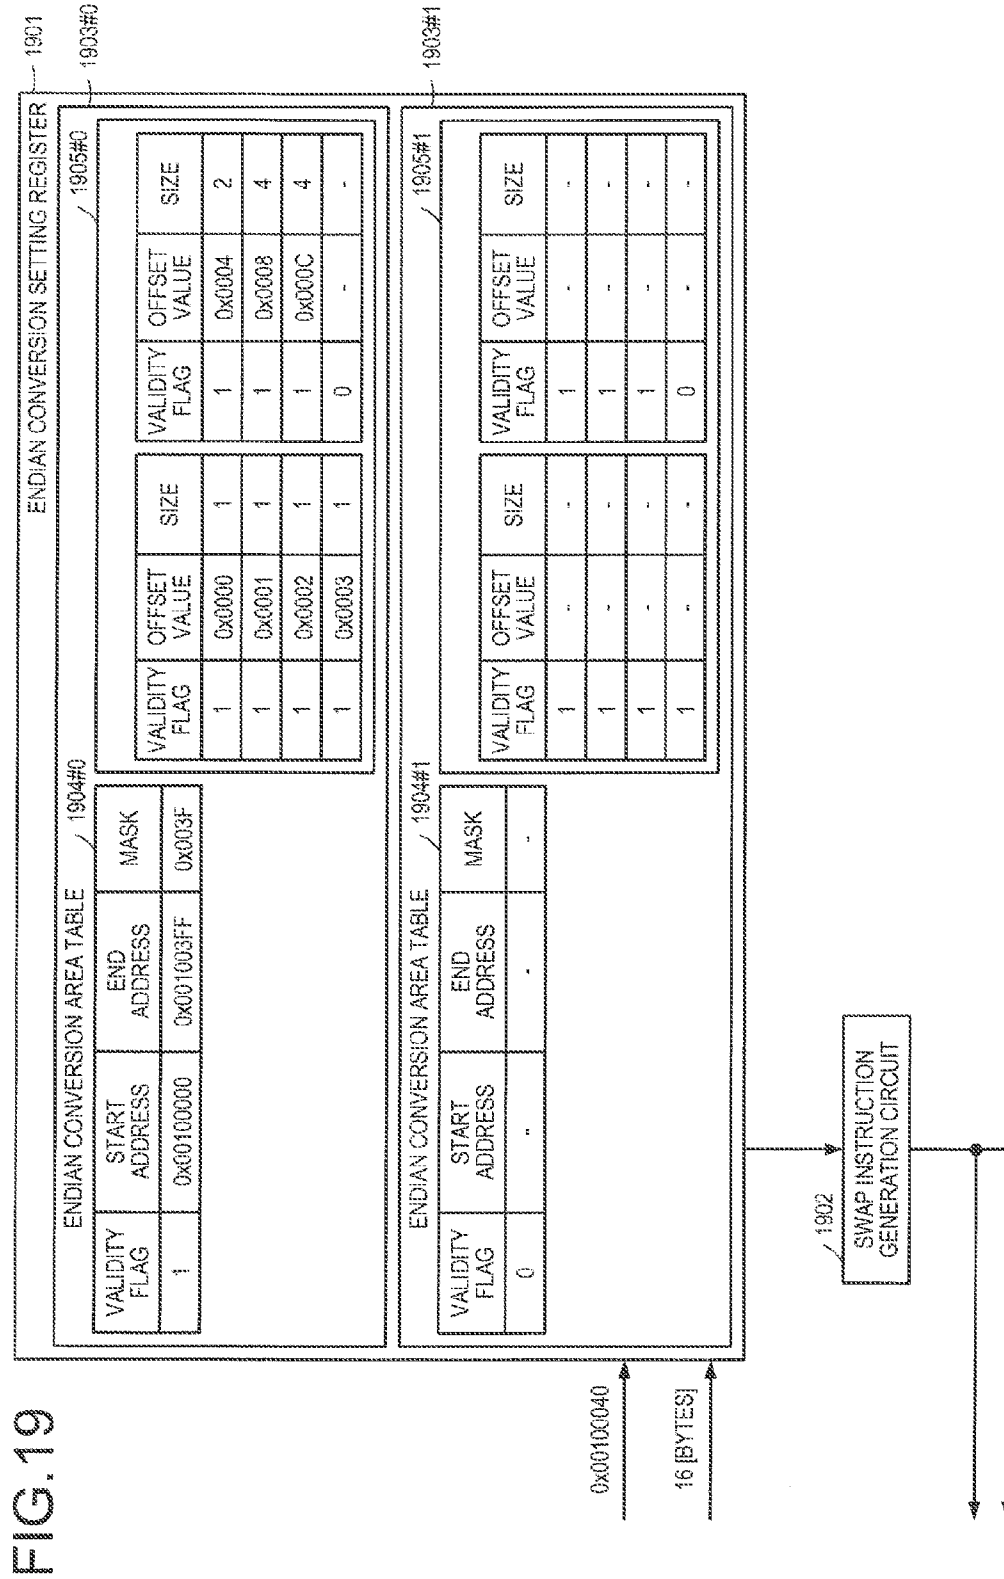 FIG.19
ENDIAN CONVERSION SETTING REGISTER
1901
1903#0
ENDIAN CONVERSION AREA TABLE
1904#0
VALIDITY FLAG | START ADDRESS | END ADDRESS | MASK
1 | 0x00100000 | 0x001003FF | 0x003F
1905#0
VALIDITY FLAG | OFFSET VALUE | SIZE | VALIDITY FLAG | OFFSET VALUE | SIZE
1 | 0x0000 | 1 | 1 | 0x0004 | 2
1 | 0x0001 | 1 | 1 | 0x0008 | 4
1 | 0x0002 | 1 | 1 | 0x000C | 4
1 | 0x0003 | 1 | 0 | - | -
1903#1
ENDIAN CONVERSION AREA TABLE
1904#1
VALIDITY FLAG | START ADDRESS | END ADDRESS | MASK
0 | - | - | -
1905#1
VALIDITY FLAG | OFFSET VALUE | SIZE | VALIDITY FLAG | OFFSET VALUE | SIZE
1 | - | - | 1 | - | -
1 | - | - | 1 | - | -
1 | - | - | 1 | - | -
1 | - | - | 0 | - | -
0x00100040
16 [BYTES]
1902
SWAP INSTRUCTION
GENERATION CIRCUIT